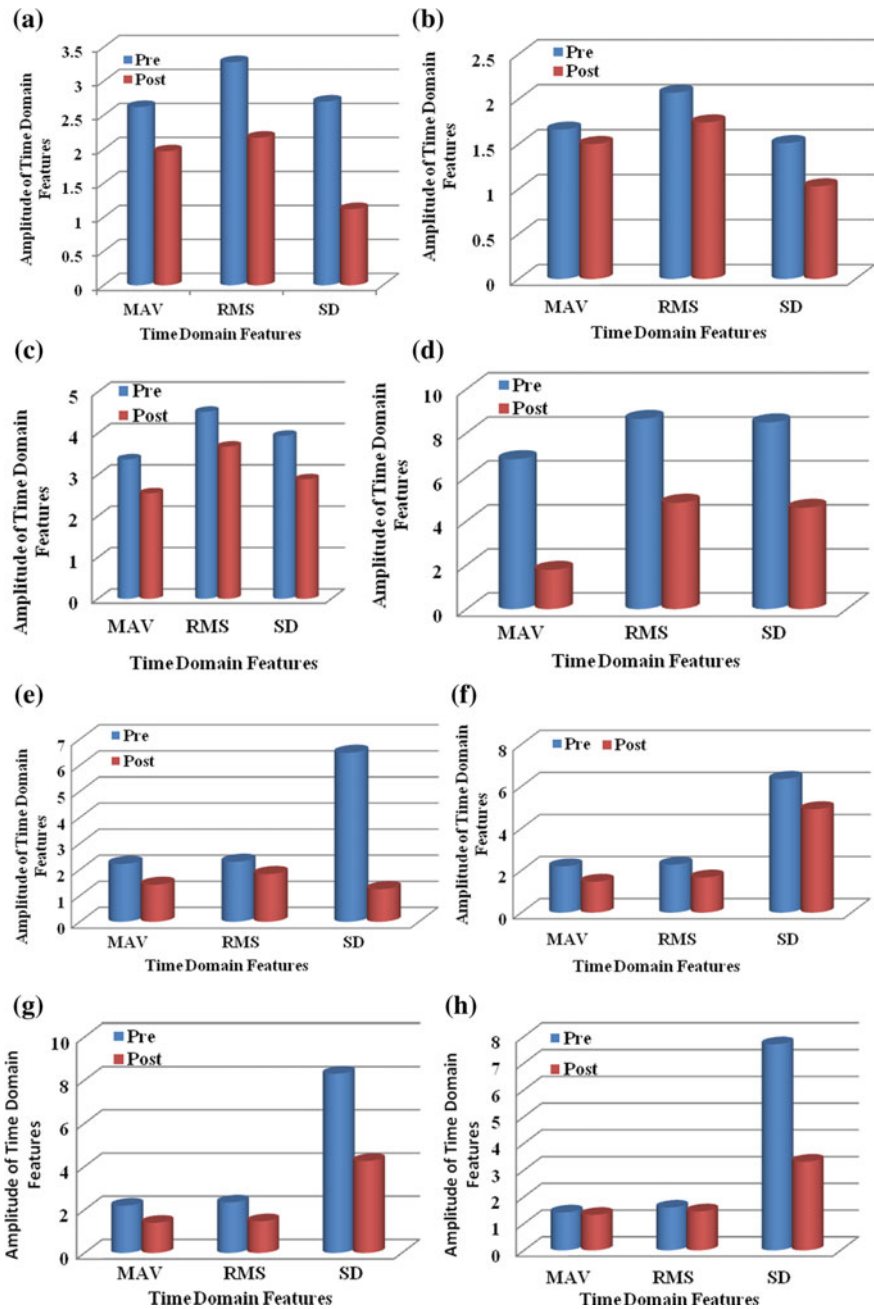 (a)
Amplitude of Time Domain
Features
3.5
3
2.5
2
1.5
1
0.5
0
Pre
Post
MAV RMS SD
Time Domain Features
(b)
Amplitude of Time Domain
Features
2.5
2
1.5
1
0.5
0
Pre
Post
MAV RMS SD
Time Domain Features
(c)
Amplitude of Time Domain
Features
5
4
3
2
1
0
Pre
Post
MAV RMS SD
Time Domain Features
(d)
Amplitude of Time Domain
Features
10
8
6
4
2
0
Pre
Post
MAV RMS SD
Time Domain Features
(e)
Amplitude of Time Domain
Features
7
6
5
4
3
2
1
0
Pre
Post
MAV RMS SD
Time Domain Features
(f)
Amplitude of Time Domain
Features
8
6
4
2
0
Pre Post
MAV RMS SD
Time Domain Features
(g)
Amplitude of Time Domain
Features
10
8
6
4
2
0
Pre
Post
MAV RMS SD
Time Domain Features
(h)
Amplitude of Time Domain
Features
8
7
6
5
4
3
2
1
0
Pre
Post
MAV RMS SD
Time Domain Features